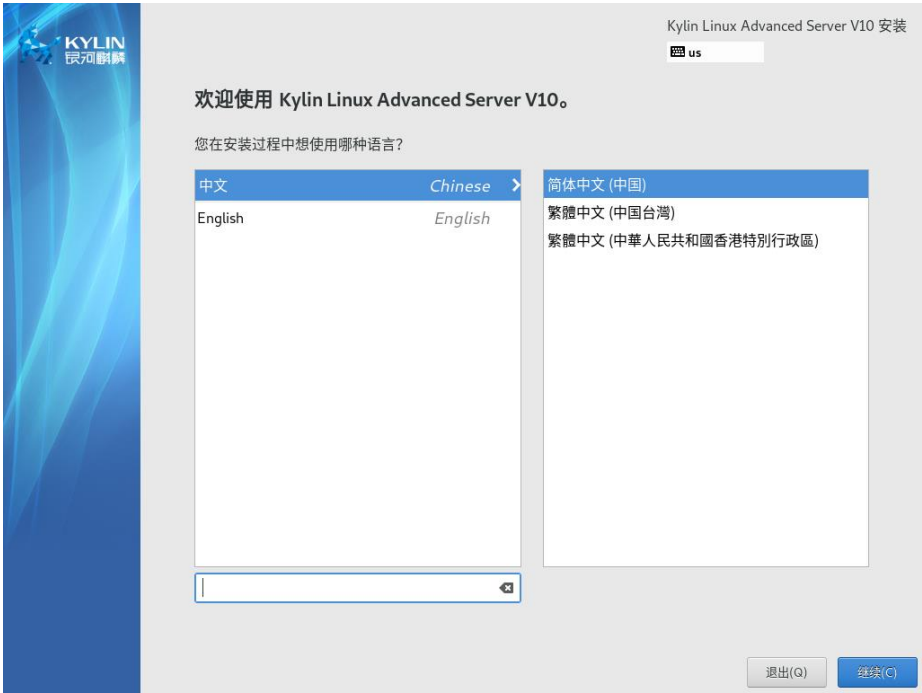 KYLIN
银河麒麟
Kylin Linux Advanced Server V10 安装
us
欢迎使用 Kylin Linux Advanced Server V10。
您在安装过程中想使用哪种语言？
中文 Chinese
English English
简体中文 (中国)
繁體中文 (中国台灣)
繁體中文 (中華人民共和國香港特別行政區)
退出(Q)
继续(C)